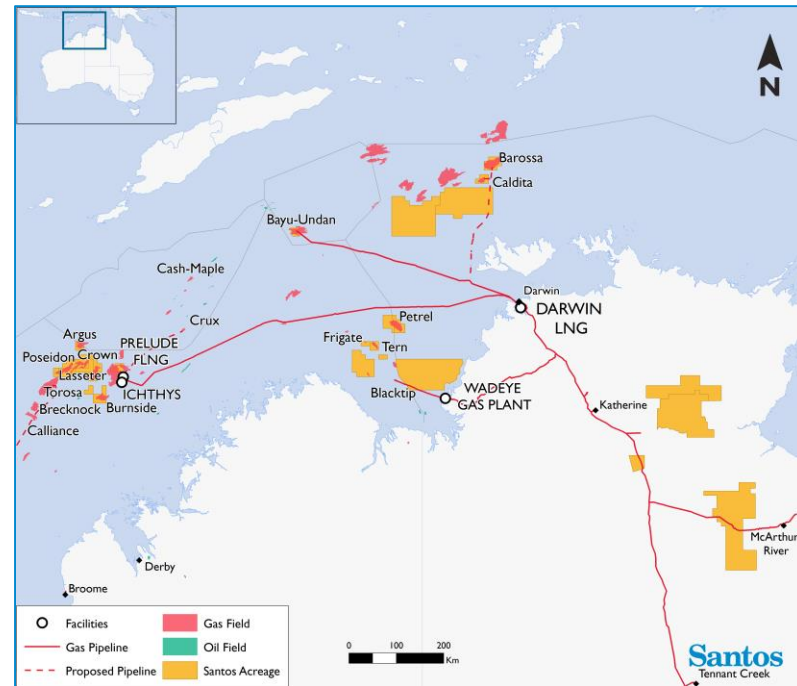 N
Barossa
Caldita
Bayu-Undan
Cash-Maple
Darwin
DARWIN
LNG
Crux
Petrel
Argus
PRELUDE
FLNG
Frigate
Tern
Poseidon
Crown
Lasseter
ICHTHYS
Torosa
Blacktip
WADEYE
GAS PLANT
Brecknock
Burnside
Katherine
Calliance
McArthur
River
Derby
Broome
Facilities
Gas Field
Gas Pipeline
Oil Field
Proposed Pipeline
Santos Acreage
0 100 200
Km
Santos
Tennant Creek